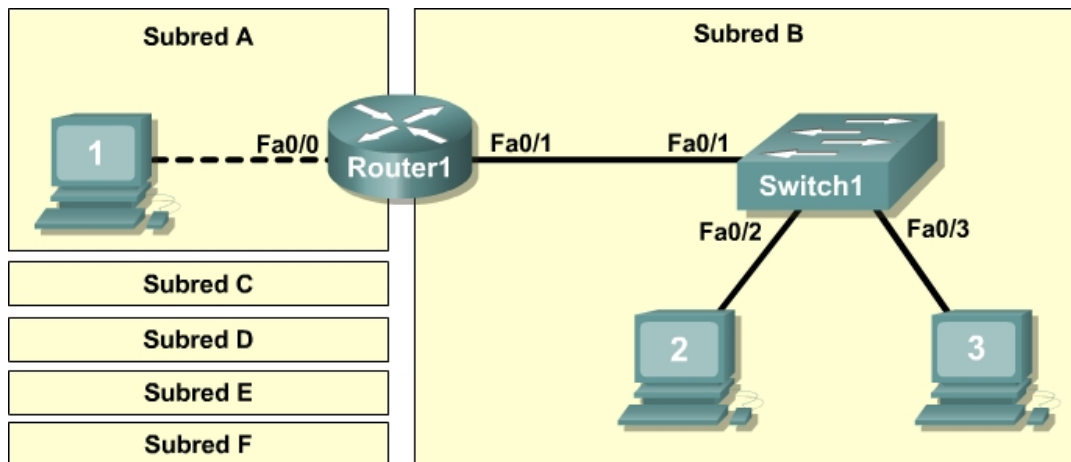 Subred A
Subred B
1
Fa0/0
Router1
Fa0/1
Fa0/1
Switch1
Fa0/2
Fa0/3
Subred C
Subred D
Subred E
Subred F
2
3